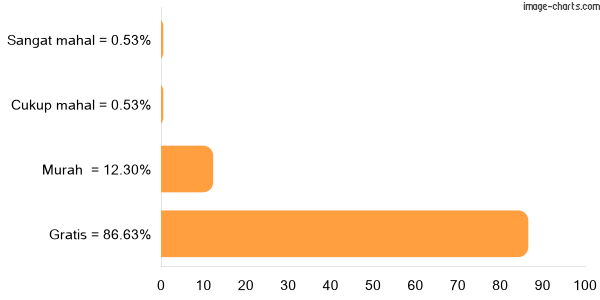 image-charts.com
Sangat mahal = 0.53%
Cukup mahal = 0.53%
Murah  = 12.30%
Gratis = 86.63%
0 10 20 30 40 50 60 70 80 90 100